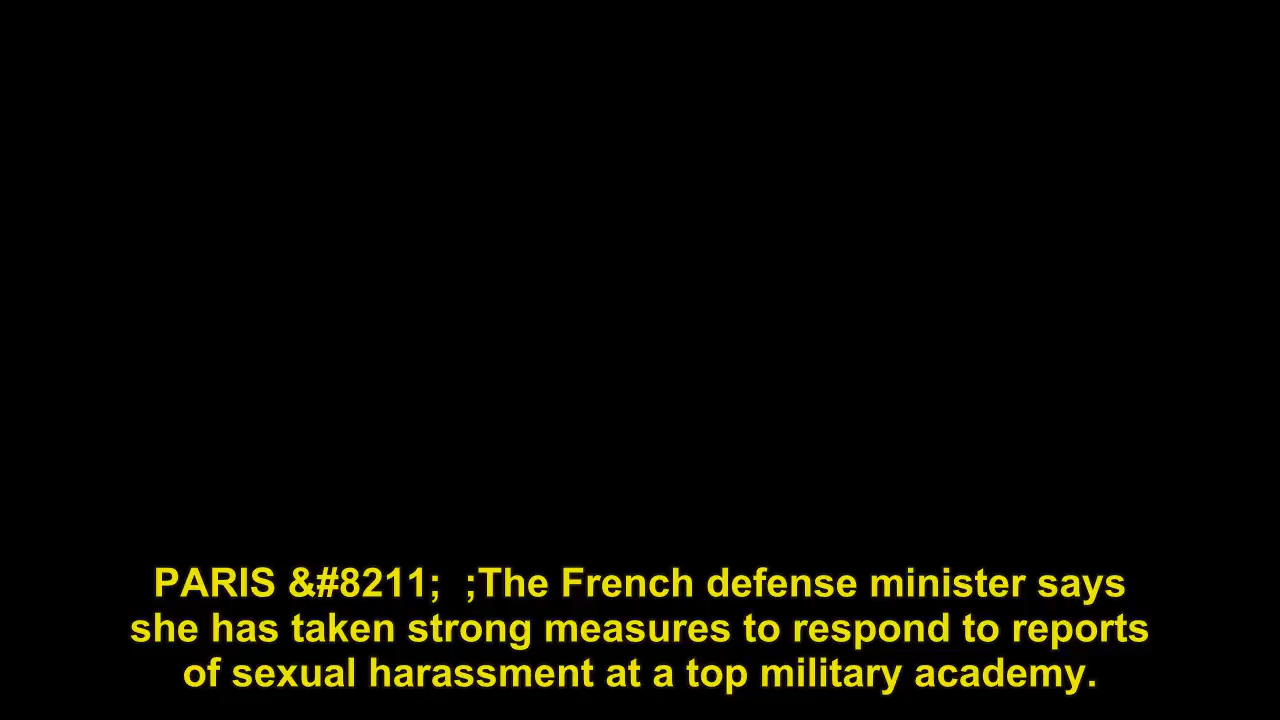 PARIS &#8211;  ;The French defense minister says
she has taken strong measures to respond to reports
of sexual harassment at a top military academy.